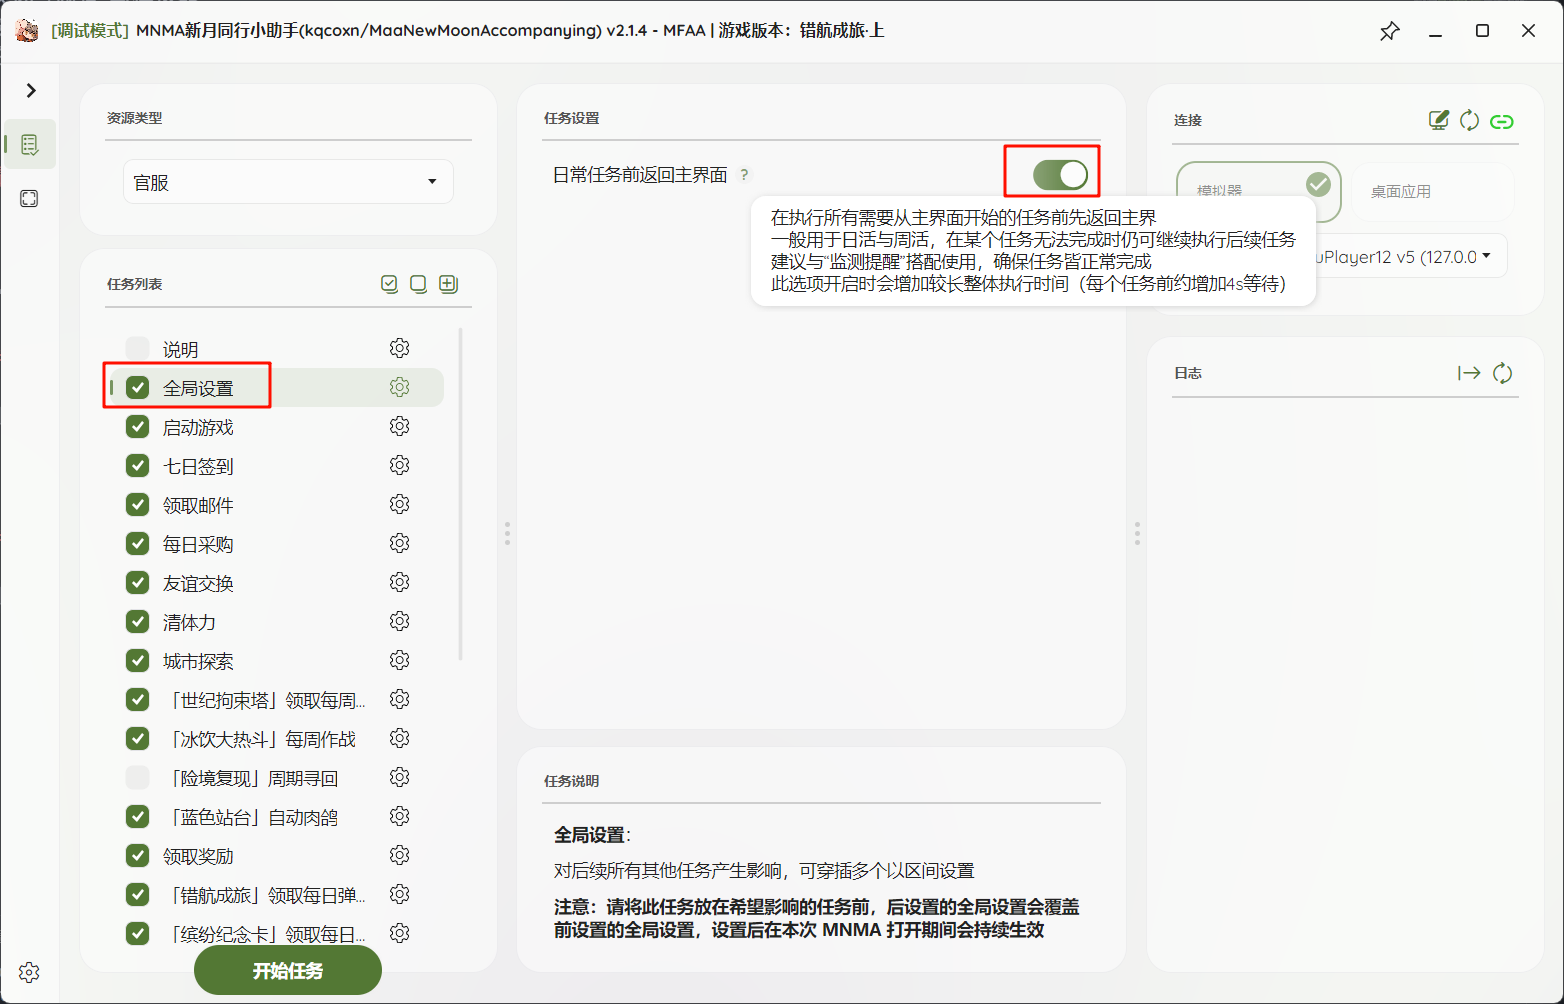 [调试模式] MNMA新月同行小助手(kqcoxn/MaaNewMoonAccompanying) v2.1.4 - MFAA | 游戏版本：错航成旅·上
资源类型
官服
任务列表
说明
全局设置
启动游戏
七日签到
领取邮件
每日采购
友谊交换
清体力
城市探索
「世纪拘束塔」领取每周...
「冰饮大热斗」每周作战
「险境复现」周期寻回
「蓝色站台」自动肉鸽
领取奖励
「错航成旅」领取每日弹...
「缤纷纪念卡」领取每日...
开始任务
任务设置
日常任务前返回主界面 ?
在执行所有需要从主界面开始的任务前先返回主界
一般用于日活与周活，在某个任务无法完成时仍可继续执行后续任务
建议与“监测提醒”搭配使用，确保任务皆正常完成
此选项开启时会增加较长整体执行时间（每个任务前约增加4s等待）
任务说明
全局设置：
对后续所有其他任务产生影响，可穿插多个以区间设置
注意：请将此任务放在希望影响的任务前，后设置的全局设置会覆盖
前设置的全局设置，设置后在本次 MNMA 打开期间会持续生效
连接
模拟器
桌面应用
uPlayer12 v5 (127.0.0
日志